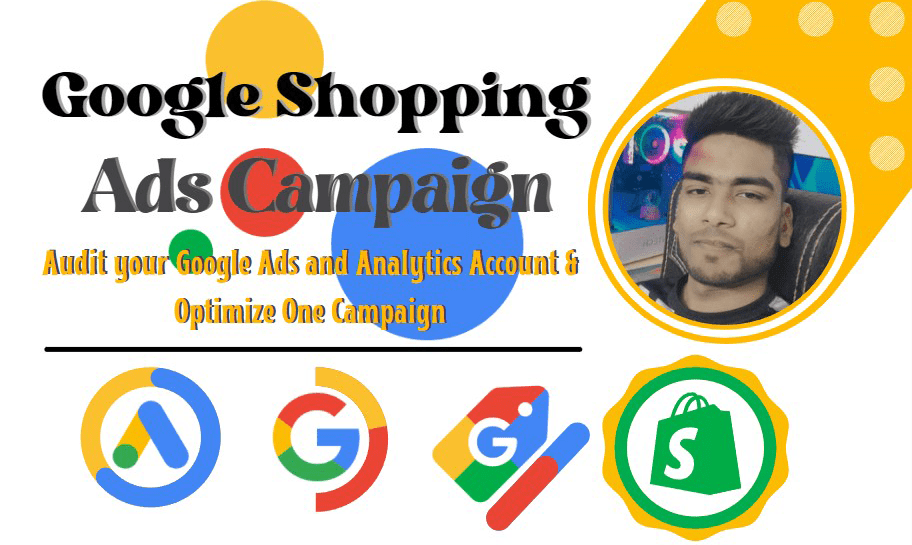 Google Shopping
Ads Campaign
Audit your Google Ads and Analytics Account &
Optimize One Campaign
G
G
S